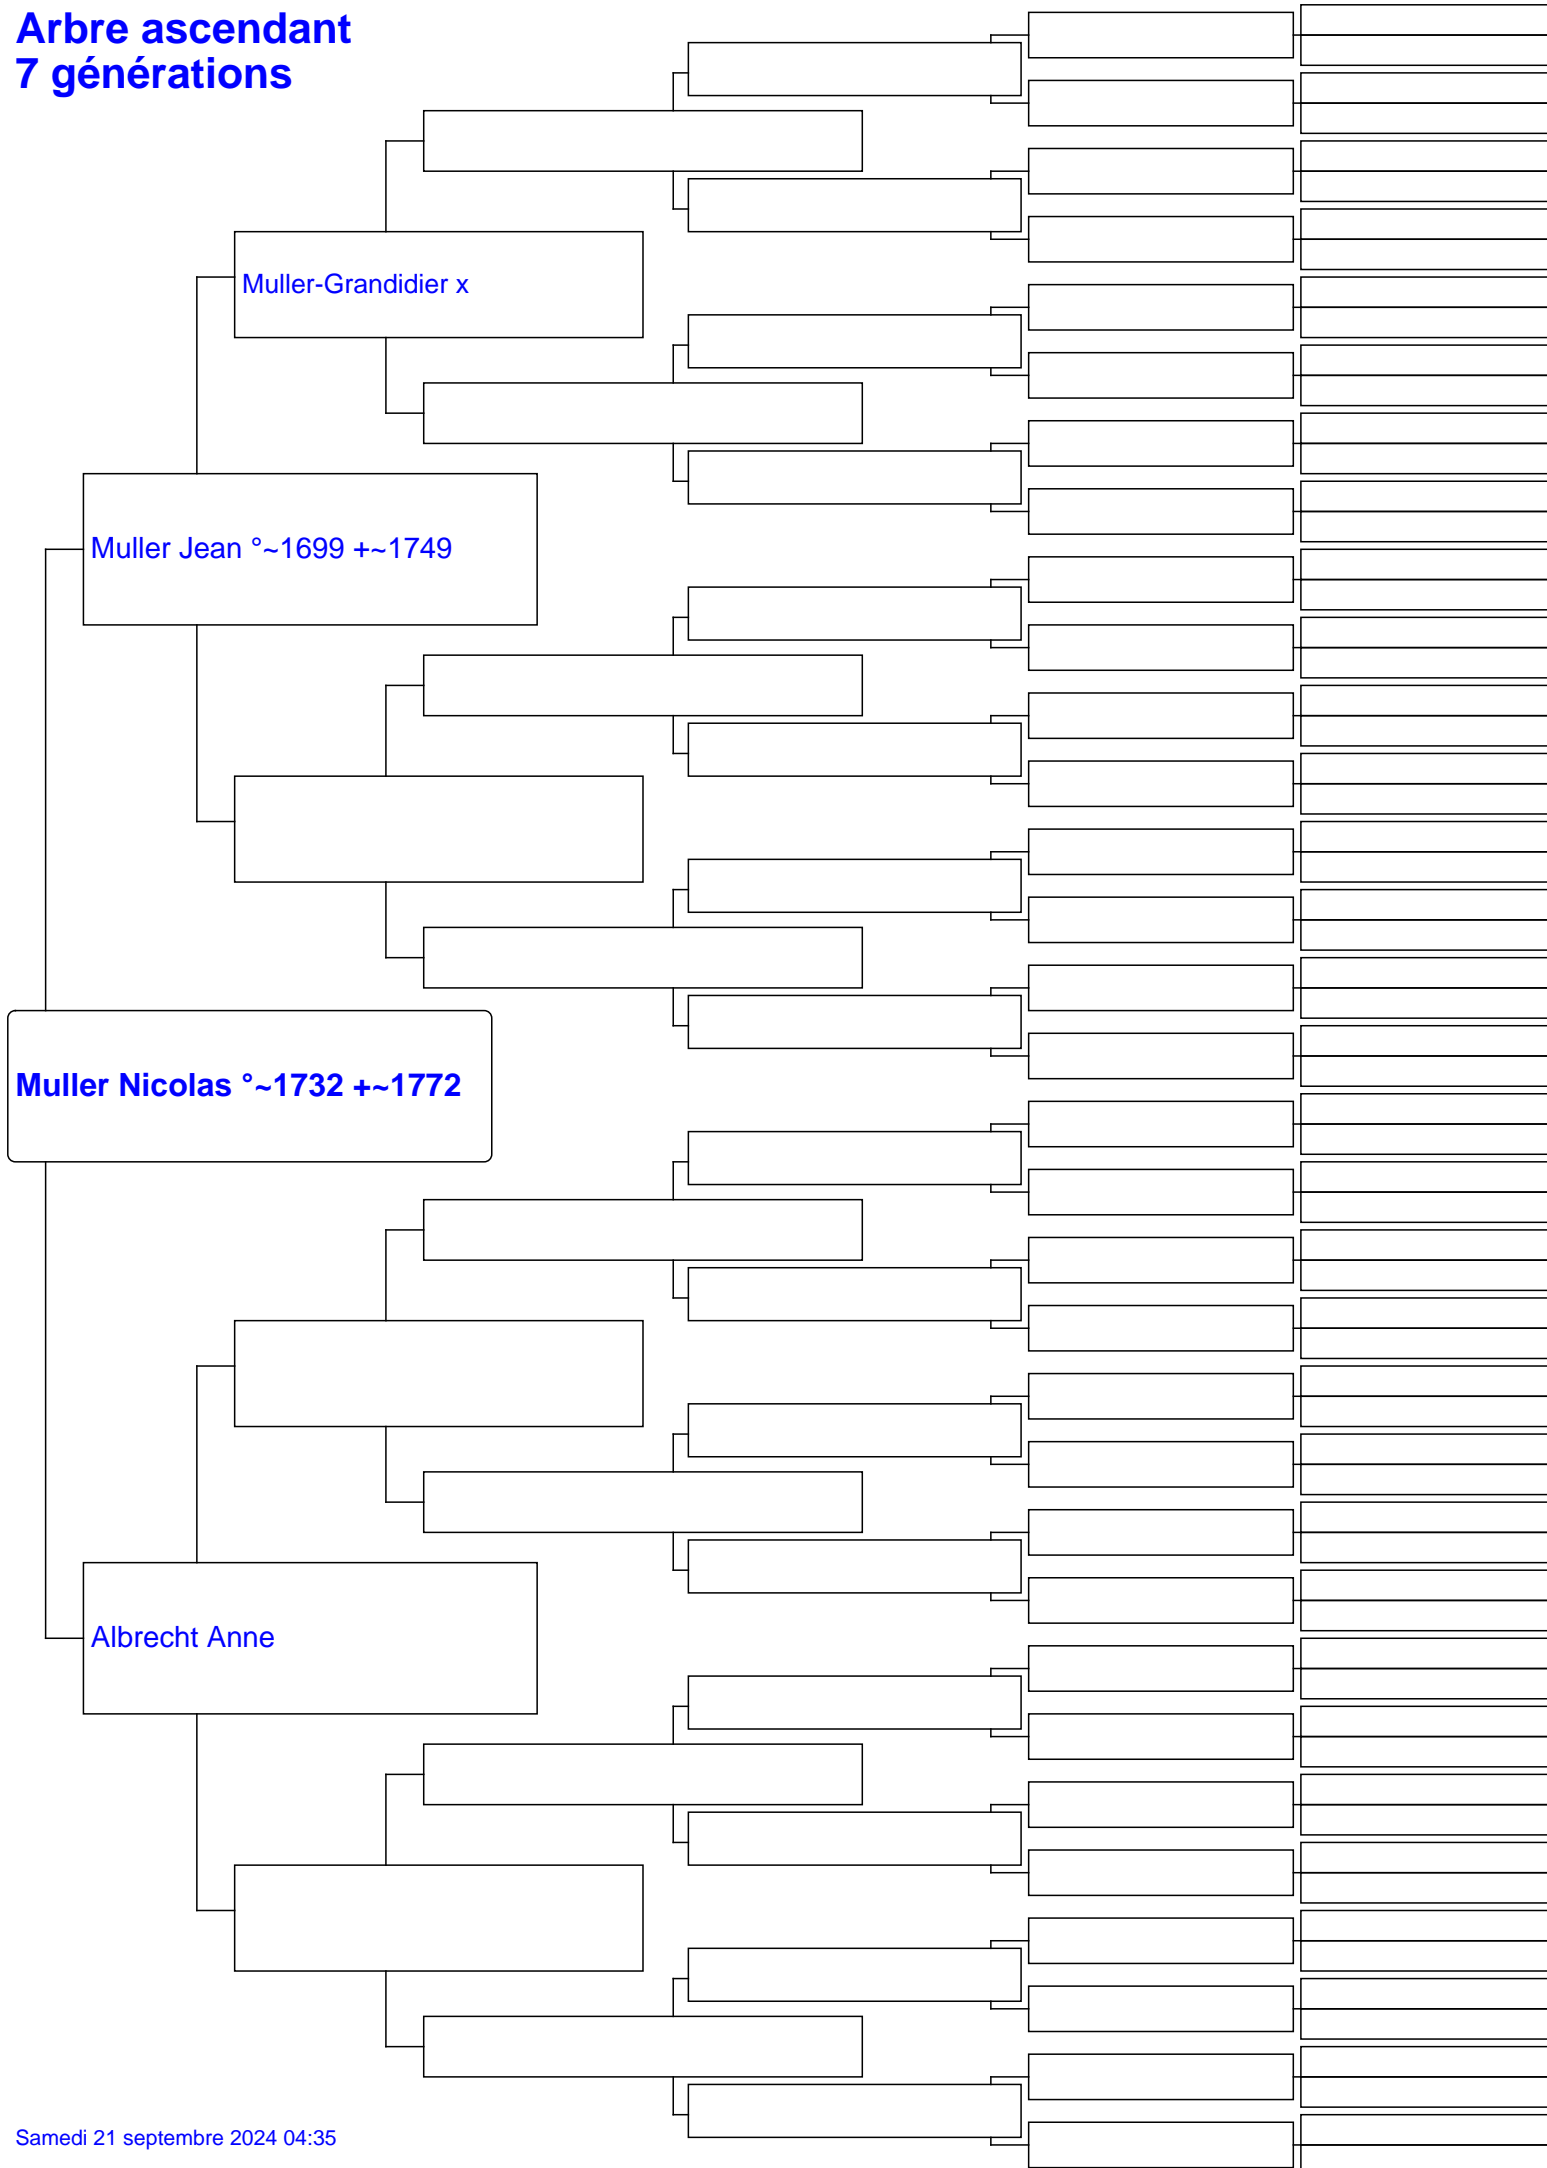 Arbre ascendant
7 générations
Muller-Grandidier x
Muller Jean °~1699 +~1749
Muller Nicolas °~1732 +~1772
Albrecht Anne
Samedi 21 septembre 2024 04:35